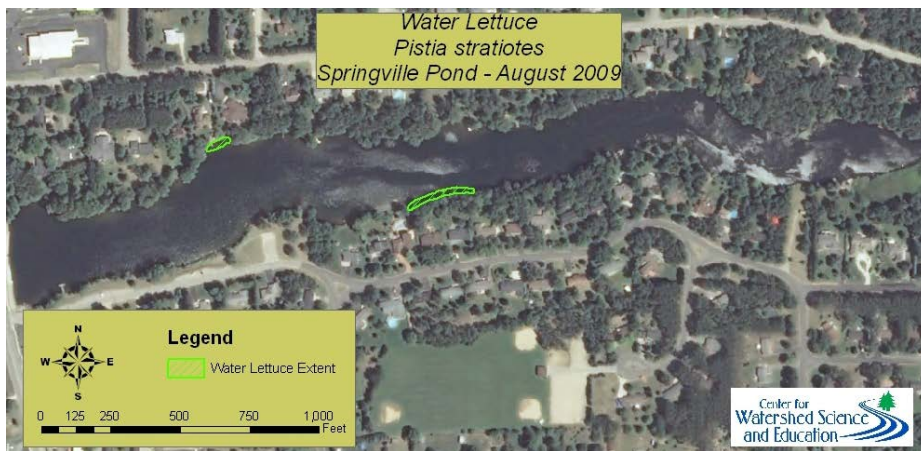 Water Lettuce
Pistia stratiotes
Springville Pond - August 2009
N
W E
S
Legend
Water Lettuce Extent
0 125 250 500 750 1,000
Feet
Center for
Watershed Science
and Education